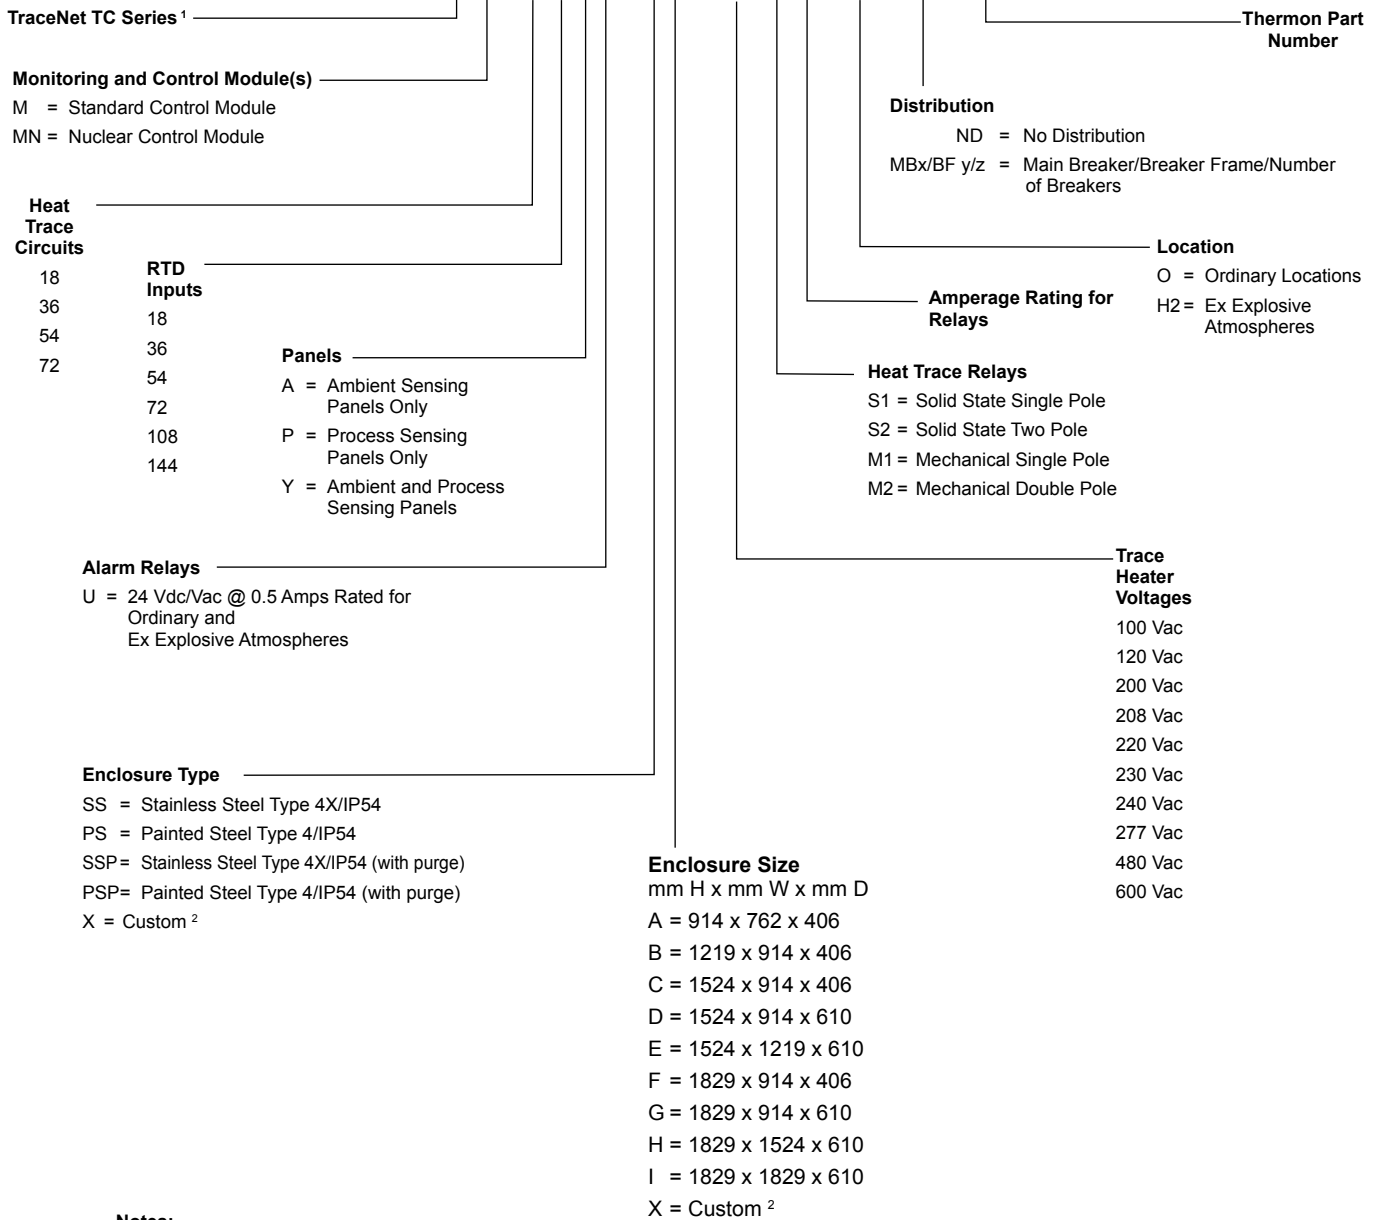 TraceNet TC Series 1
Thermon Part
Number
Monitoring and Control Module(s)
M = Standard Control Module
MN = Nuclear Control Module
Distribution
ND = No Distribution
MBx/BF y/z = Main Breaker/Breaker Frame/Number
of Breakers
Heat
Trace
Circuits
18
36
54
72
RTD
Inputs
18
36
54
72
108
144
Panels
A = Ambient Sensing
Panels Only
P = Process Sensing
Panels Only
Y = Ambient and Process
Sensing Panels
Location
O = Ordinary Locations
H2 = Ex Explosive
Atmospheres
Amperage Rating for
Relays
Heat Trace Relays
S1 = Solid State Single Pole
S2 = Solid State Two Pole
M1 = Mechanical Single Pole
M2 = Mechanical Double Pole
Alarm Relays
U = 24 Vdc/Vac @ 0.5 Amps Rated for
Ordinary and
Ex Explosive Atmospheres
Trace
Heater
Voltages
100 Vac
120 Vac
200 Vac
208 Vac
220 Vac
230 Vac
240 Vac
277 Vac
480 Vac
600 Vac
Enclosure Type
SS = Stainless Steel Type 4X/IP54
PS = Painted Steel Type 4/IP54
SSP = Stainless Steel Type 4X/IP54 (with purge)
PSP= Painted Steel Type 4/IP54 (with purge)
X = Custom 2
Enclosure Size
mm H x mm W x mm D
A = 914 x 762 x 406
B = 1219 x 914 x 406
C = 1524 x 914 x 406
D = 1524 x 914 x 610
E = 1524 x 1219 x 610
F = 1829 x 914 x 406
G = 1829 x 914 x 610
H = 1829 x 1524 x 610
I = 1829 x 1829 x 610
X = Custom 2
Notes: